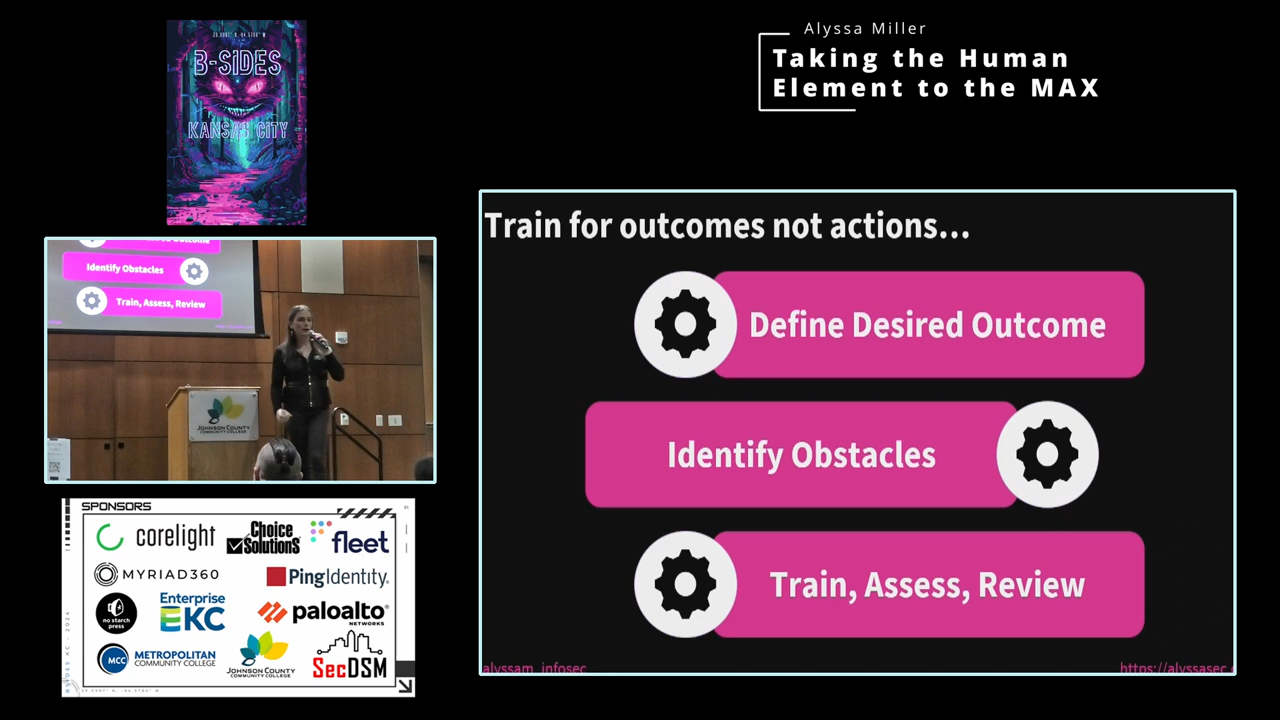 Alyssa Miller
Taking the Human
Element to the MAX
B-SIDES
KANSAS CITY
Identify Obstacles
Train, Assess, Review
JOHNSON COUNTY
COMMUNITY COLLEGE
Train for outcomes not actions...
Define Desired Outcome
Identify Obstacles
Train, Assess, Review
alyssam_infosec
https://alyssasec.
SPONSORS
corelight
Choice
Solutions
fleet
MYRIAD360
PingIdentity.
no starch
press
Enterprise
KC
paloalto
NETWORKS
MCC
METROPOLITAN
COMMUNITY COLLEGE
JOHNSON COUNTY
COMMUNITY COLLEGE
SecDSM